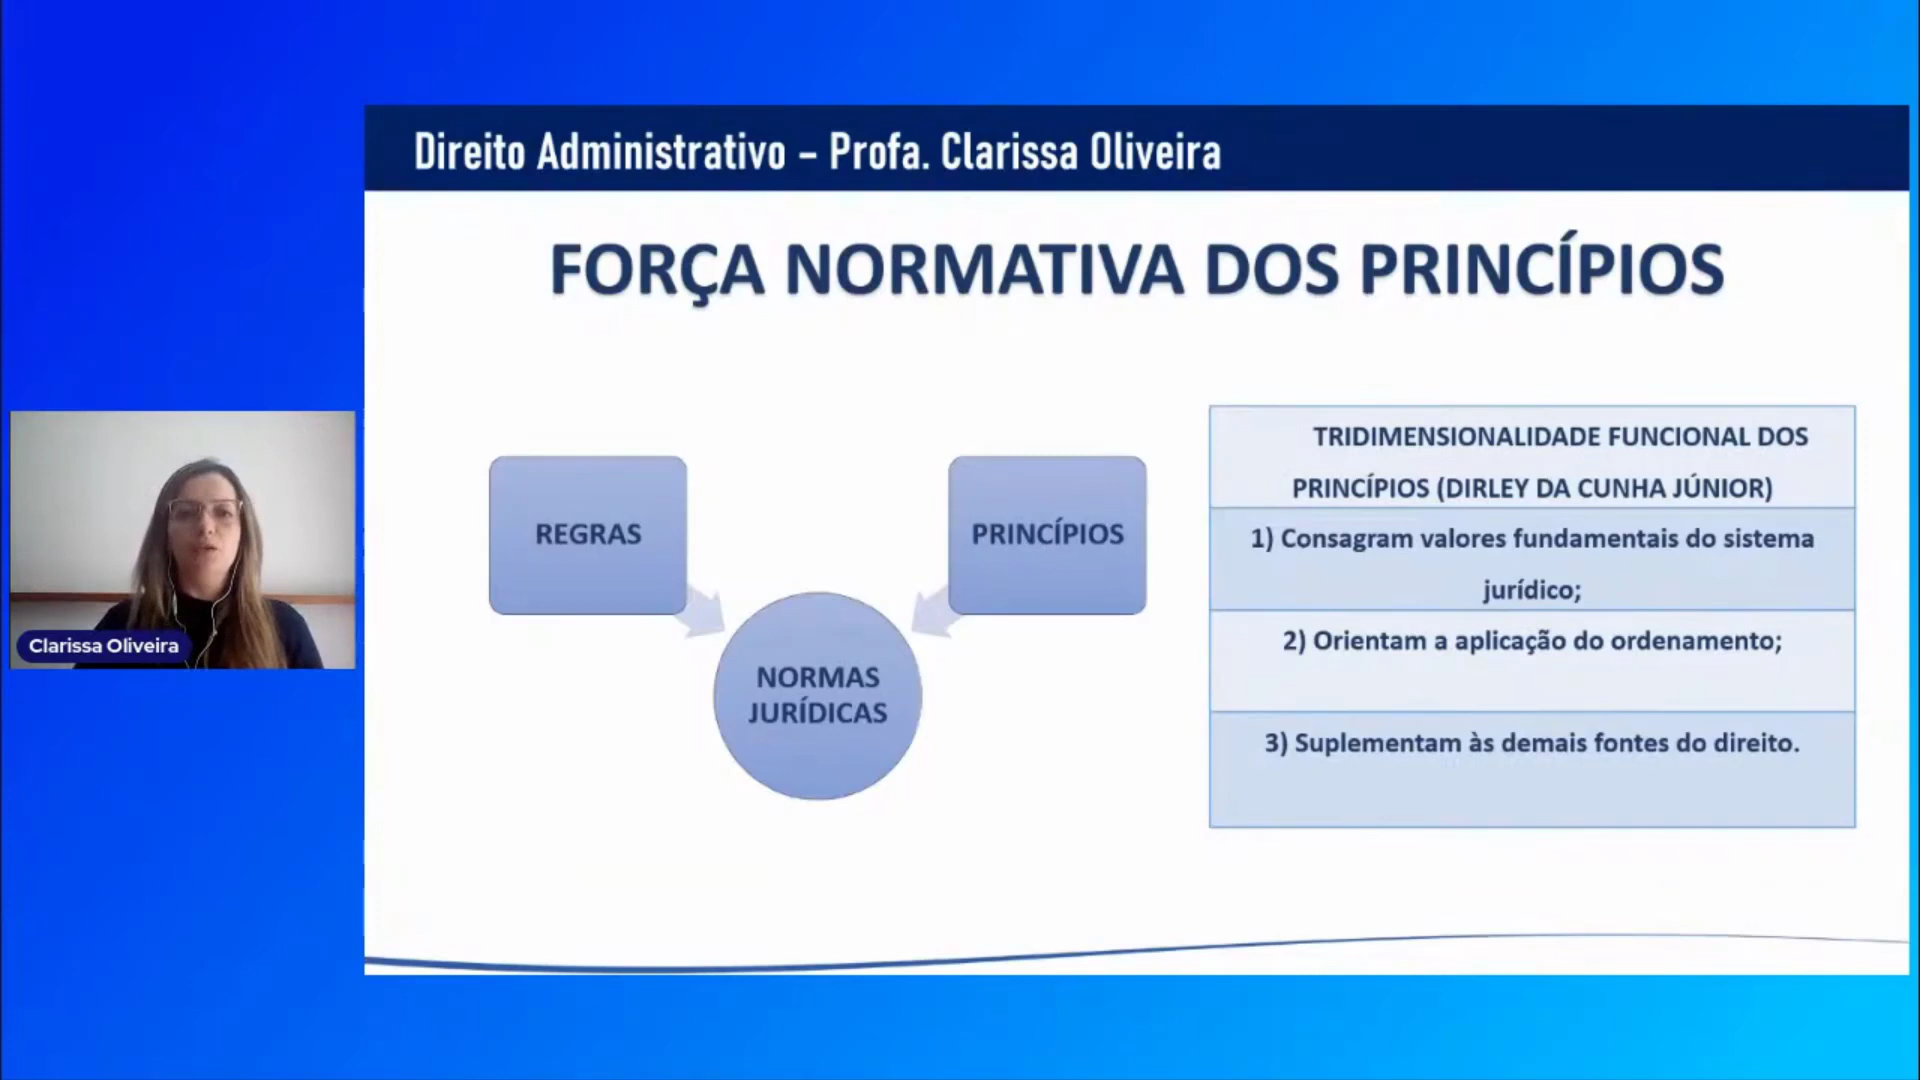 Direito Administrativo – Profa. Clarissa Oliveira
FORÇA NORMATIVA DOS PRINCÍPIOS
REGRAS
PRINCÍPIOS
NORMAS
JURÍDICAS
TRIDIMENSIONALIDADE FUNCIONAL DOS
PRINCÍPIOS (DIRLEY DA CUNHA JÚNIOR)
1) Consagram valores fundamentais do sistema
jurídico;
2) Orientam a aplicação do ordenamento;
3) Suplementam às demais fontes do direito.
Clarissa Oliveira